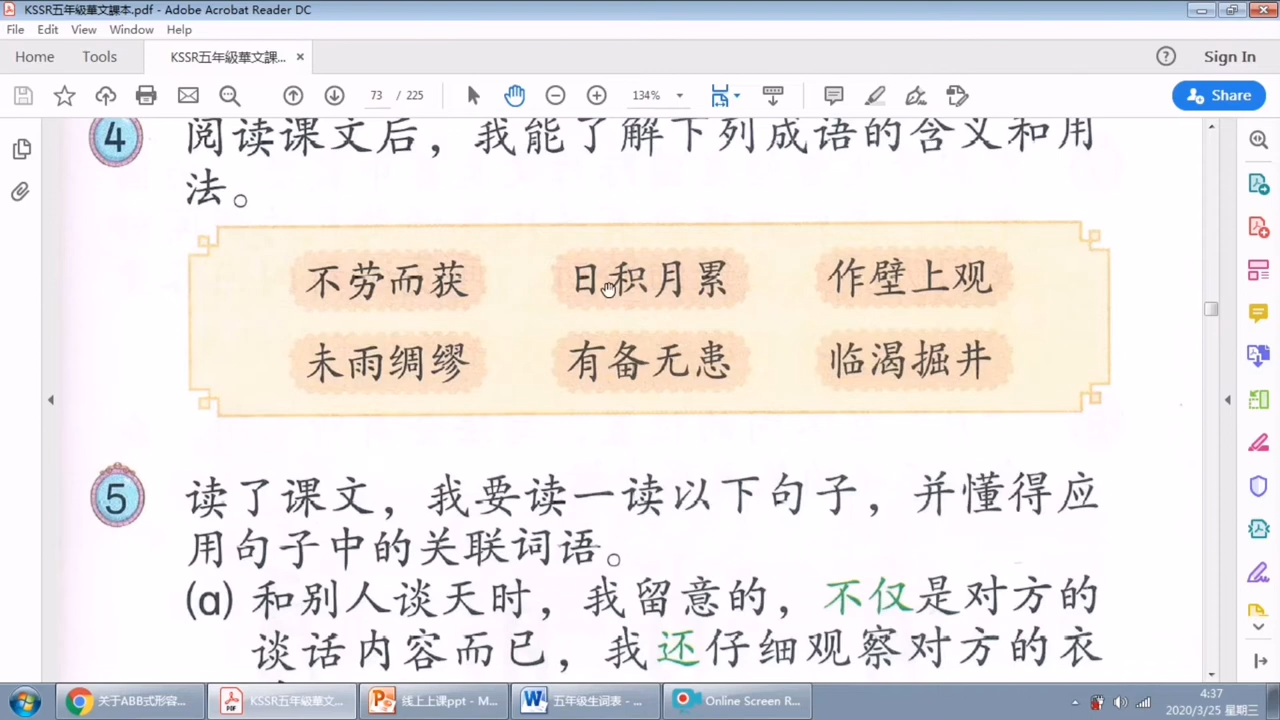 KSSR五年級華文課本.pdf - Adobe Acrobat Reader DC
File Edit View Window Help
Home Tools KSSR五年級華文課... × Sign In
73 / 225 134% Share
4 阅读课文后，我能了解下列成语的含义和用
法。
不劳而获 日积月累 作壁上观
未雨绸缪 有备无患 临渴掘井
5 读了课文，我要读一读以下句子，并懂得应
用句子中的关联词语。
(a) 和别人谈天时，我留意的，不仅是对方的
谈话内容而已，我还仔细观察对方的衣
关于ABB式形容... KSSR五年級華文... 线上上课ppt - M... 五年级生词表 - ... Online Screen R... 4:37
2020/3/25 星期三